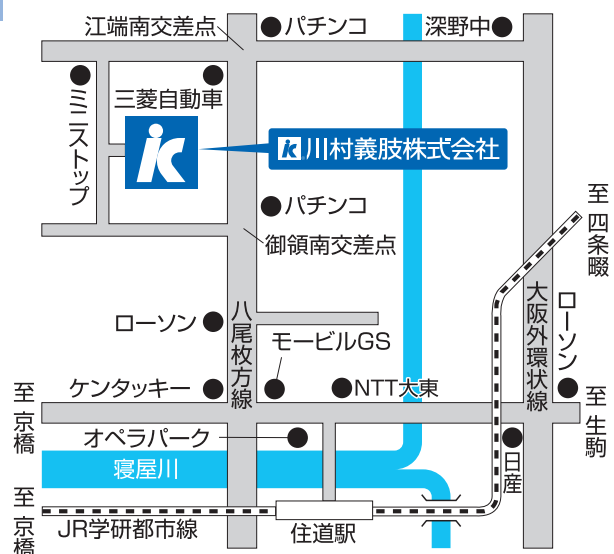 江端南交差点
パチンコ
深野中
ミニストップ
三菱自動車
ik
ik 川村義肢株式会社
パチンコ
至四条畷
御領南交差点
八尾枚方線
大阪外環状線
ローソン
ローソン
モービルGS
ケンタッキー
NTT大東
至京橋
至生駒
オペラパーク
日産
寝屋川
至京橋
JR学研都市線
住道駅